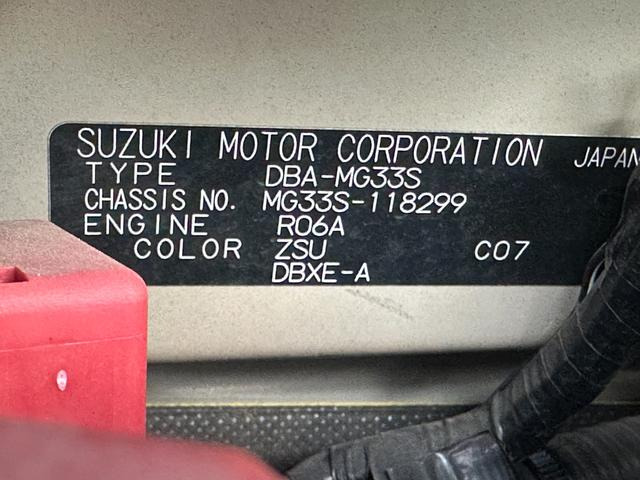 SUZUKI MOTOR CORPORATION JAPAN
TYPE DBA-MG33S
CHASSIS NO. MG33S-118299
ENGINE R06A
COLOR ZSU C07
DBXE-A